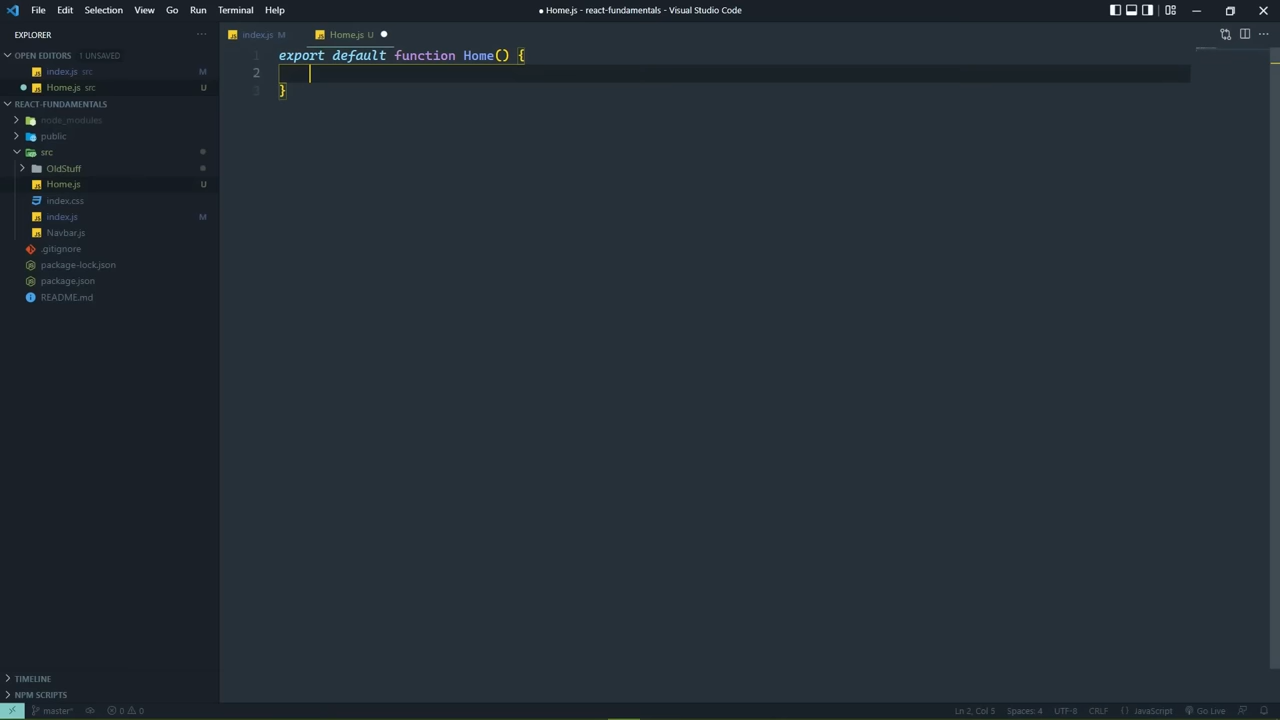 File Edit Selection View Go Run Terminal Help ● Home.js - react-fundamentals - Visual Studio Code
EXPLORER
OPEN EDITORS 1 UNSAVED
index.js src M
Home.js src U
REACT-FUNDAMENTALS
node_modules
public
src
OldStuff
Home.js U
index.css
index.js M
Navbar.js
.gitignore
package-lock.json
package.json
README.md
TIMELINE
NPM SCRIPTS
index.js M Home.js U
1 export default function Home() {
2
3 }
master* 0 0 Ln 2, Col 5 Spaces: 4 UTF-8 CRLF { } JavaScript Go Live